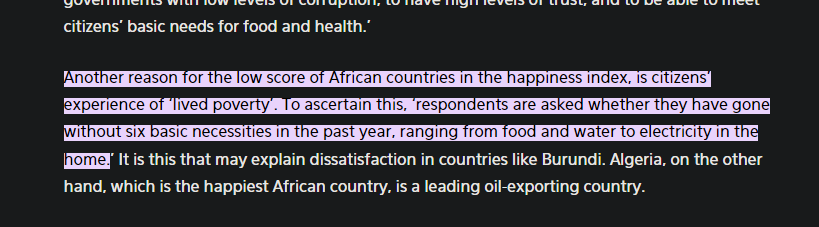 governments with low levels of corruption, to have high levels of trust, and to be able to meet
citizens' basic needs for food and health.'
Another reason for the low score of African countries in the happiness index, is citizens'
experience of 'lived poverty'. To ascertain this, 'respondents are asked whether they have gone
without six basic necessities in the past year, ranging from food and water to electricity in the
home.' It is this that may explain dissatisfaction in countries like Burundi. Algeria, on the other
hand, which is the happiest African country, is a leading oil-exporting country.